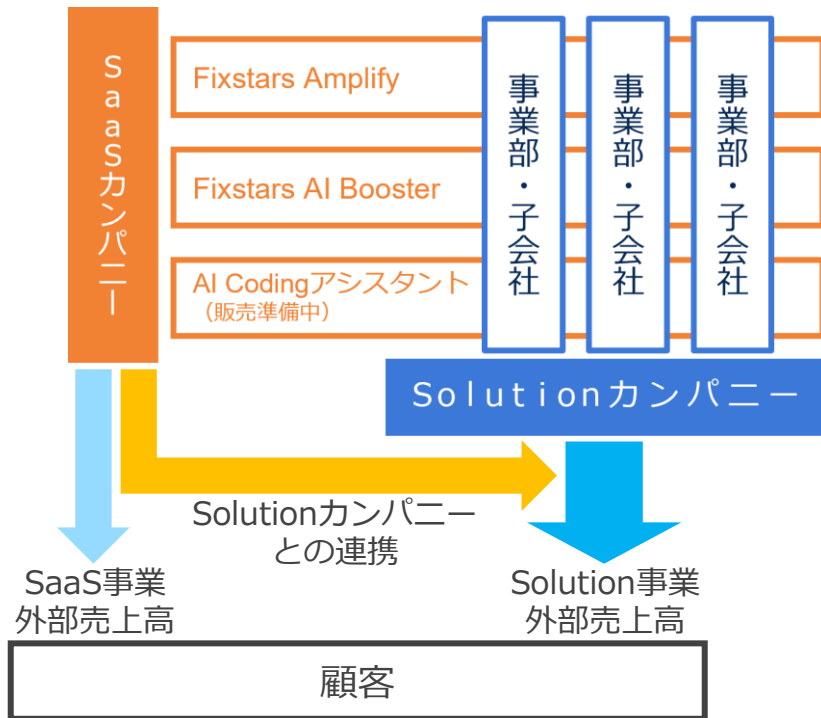 SaaSカンパニー
Fixstars Amplify
Fixstars AI Booster
AI Codingアシスタント
（販売準備中）
事業部・子会社
事業部・子会社
事業部・子会社
Solutionカンパニー
Solutionカンパニー
との連携
SaaS事業
外部売上高
Solution事業
外部売上高
顧客